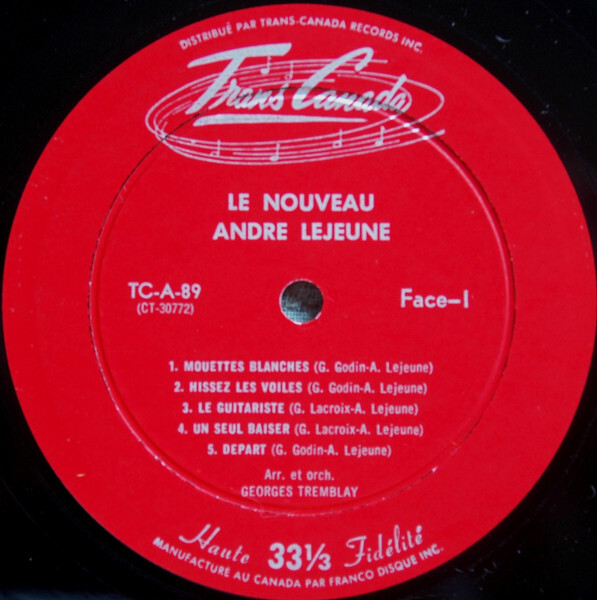 DISTRIBUÉ PAR TRANS-CANADA RECORDS INC.
Trans Canada
LE NOUVEAU
ANDRE LEJEUNE
TC-A-89
(CT-30772)
Face-1
1. MOUETTES BLANCHES (G. Godin-A. Lejeune)
2. HISSEZ LES VOILES (G. Godin-A. Lejeune)
3. LE GUITARISTE (G. Lacroix-A. Lejeune)
4. UN SEUL BAISER (G. Lacroix-A. Lejeune)
5. DEPART (G. Godin-A. Lejeune)
Arr. et orch.
GEORGES TREMBLAY
Haute 33⅓ Fidélité
MANUFACTURÉ AU CANADA PAR FRANCO DISQUE INC.